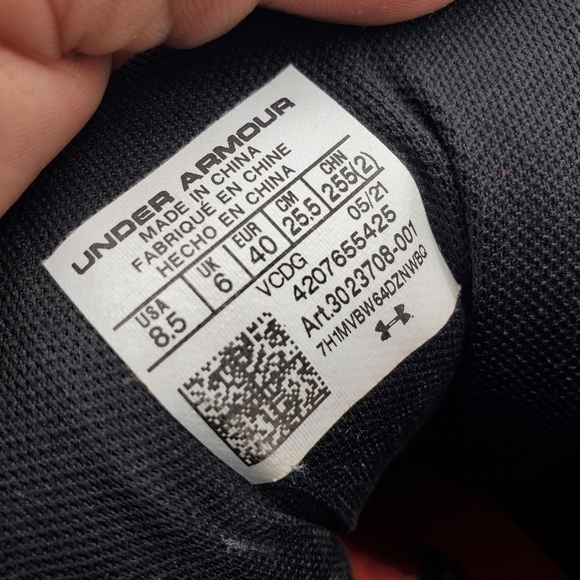 UNDER ARMOUR
MADE IN CHINA
FABRIQUÉ EN CHINE
HECHO EN CHINA
USA UK EUR CM CHN
8.5 6 40 25.5 255(2)
VCDG 05/21
4207655425
Art.3023708-001
7H1MVBW64DZNWBQ